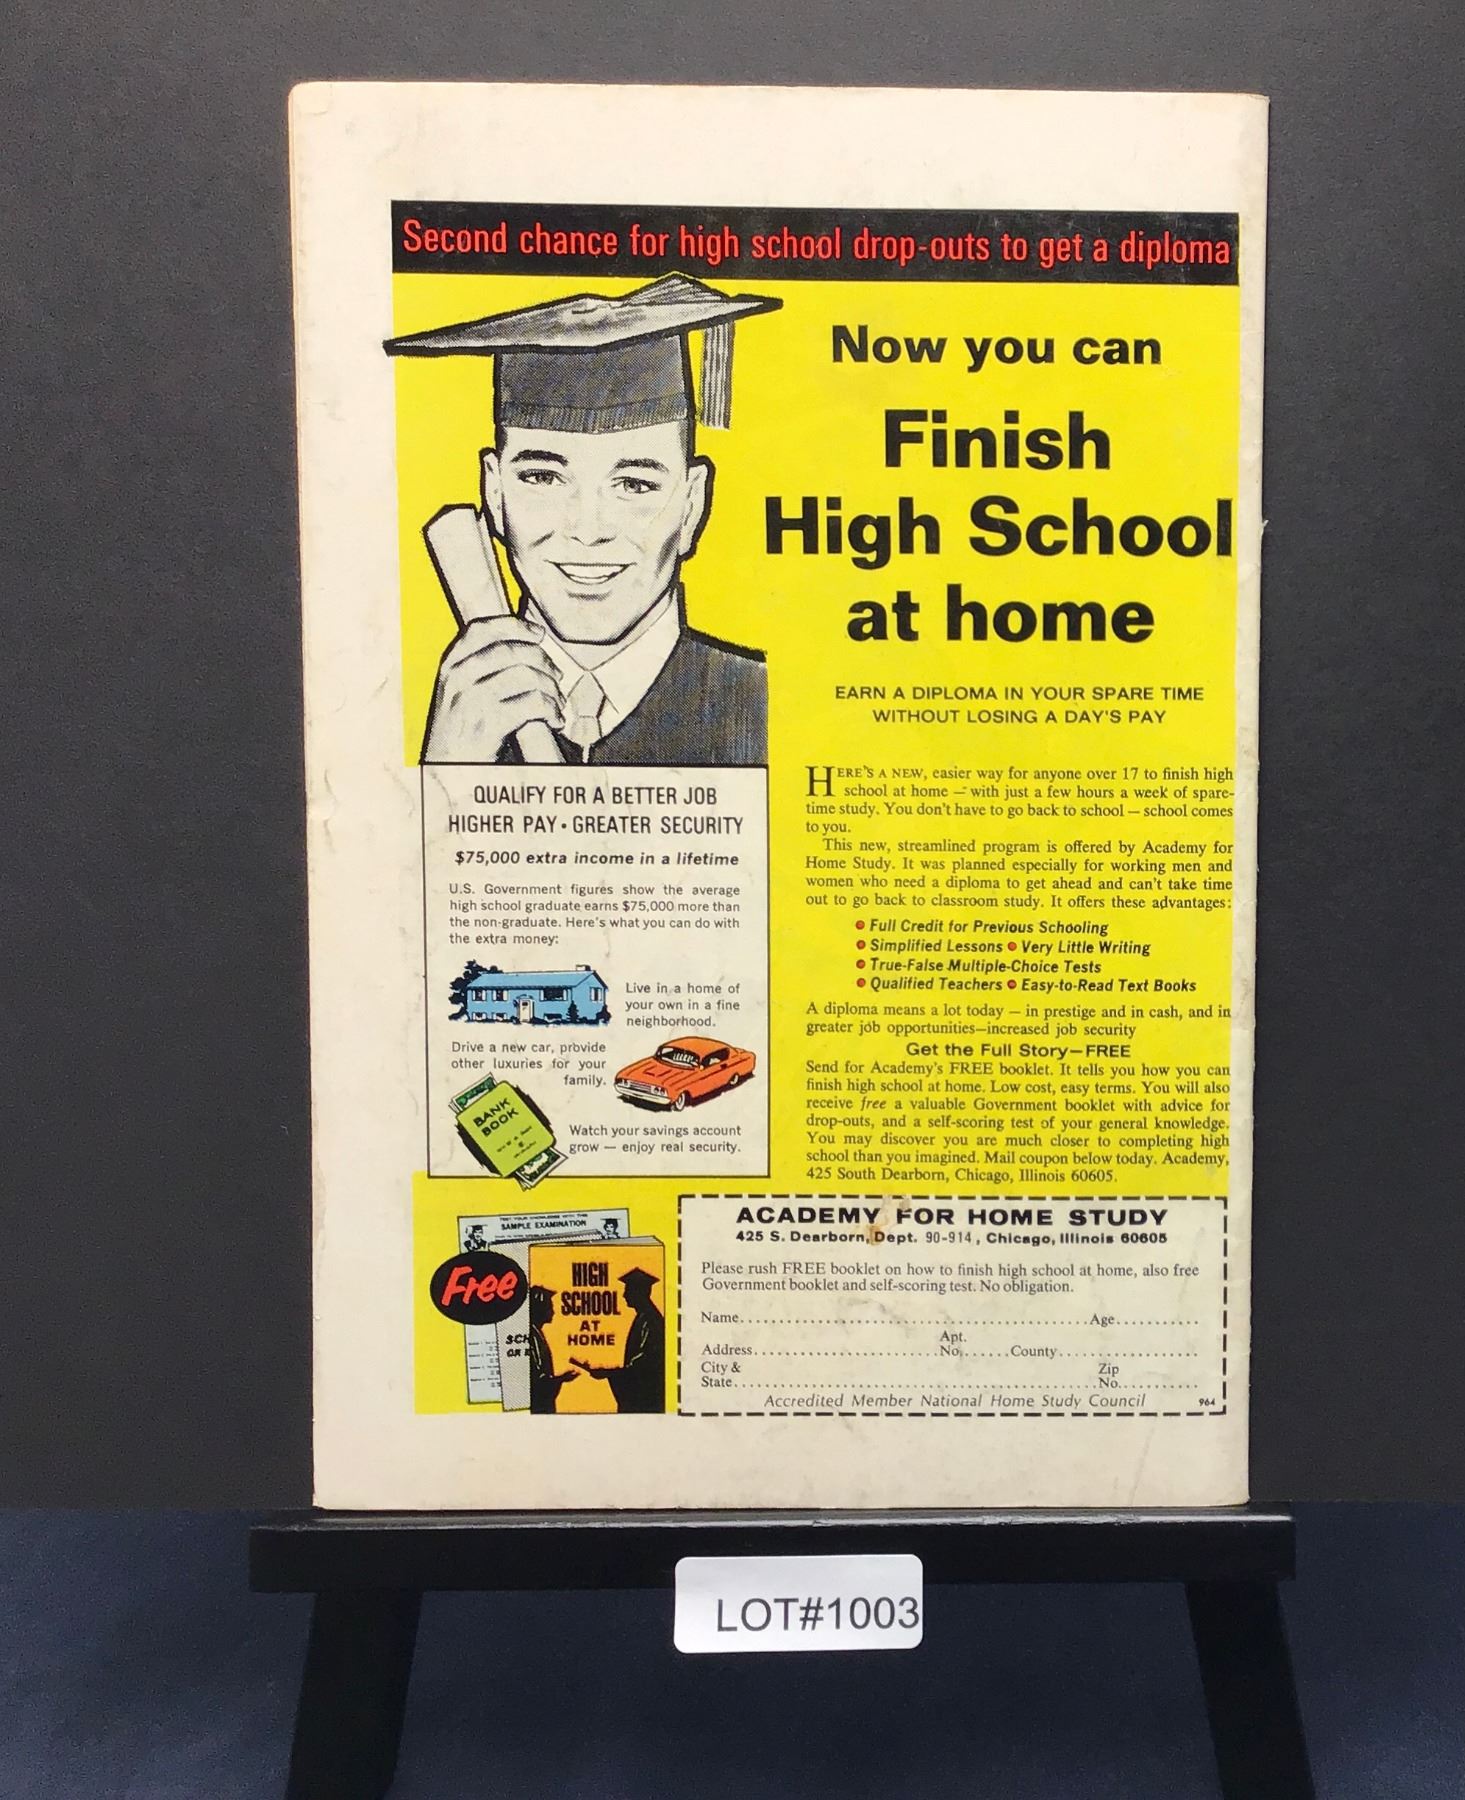 Second chance for high school drop-outs to get a diploma
Now you can
Finish
High School
at home
EARN A DIPLOMA IN YOUR SPARE TIME
WITHOUT LOSING A DAY'S PAY
QUALIFY FOR A BETTER JOB
HIGHER PAY • GREATER SECURITY
$75,000 extra income in a lifetime
U.S. Government figures show the average
high school graduate earns $75,000 more than
the non-graduate. Here's what you can do with
the extra money:
Live in a home of
your own in a fine
neighborhood.
Drive a new car, provide
other luxuries for your
family.
BANK
BOOK
Watch your savings account
grow — enjoy real security.
HERE'S A NEW, easier way for anyone over 17 to finish high
school at home — with just a few hours a week of spare-
time study. You don't have to go back to school — school comes
to you.
This new, streamlined program is offered by Academy for
Home Study. It was planned especially for working men and
women who need a diploma to get ahead and can't take time
out to go back to classroom study. It offers these advantages:
• Full Credit for Previous Schooling
• Simplified Lessons • Very Little Writing
• True-False Multiple-Choice Tests
• Qualified Teachers • Easy-to-Read Text Books
A diploma means a lot today — in prestige and in cash, and in
greater job opportunities—increased job security
Get the Full Story—FREE
Send for Academy's FREE booklet. It tells you how you can
finish high school at home. Low cost, easy terms. You will also
receive free a valuable Government booklet with advice for
drop-outs, and a self-scoring test of your general knowledge.
You may discover you are much closer to completing high
school than you imagined. Mail coupon below today. Academy,
425 South Dearborn, Chicago, Illinois 60605.
TEST YOUR KNOWLEDGE WITH THIS
SAMPLE EXAMINATION
Free
SCH
OR
HIGH
SCHOOL
AT
HOME
ACADEMY FOR HOME STUDY
425 S. Dearborn, Dept. 90-914, Chicago, Illinois 60605
Please rush FREE booklet on how to finish high school at home, also free
Government booklet and self-scoring test. No obligation.
Name.......................................................Age...........
Apt.
Address.............................No.......County....................
City &
Zip
State.......................................................No..........
Accredited Member National Home Study Council
964
LOT#1003